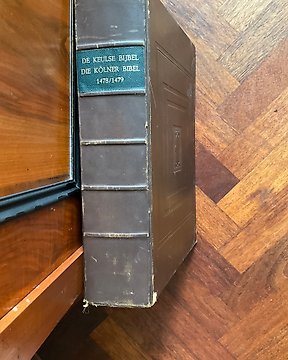 DE KEULSE BIJBEL
DIE KÖLNER BIBEL
1478/1479